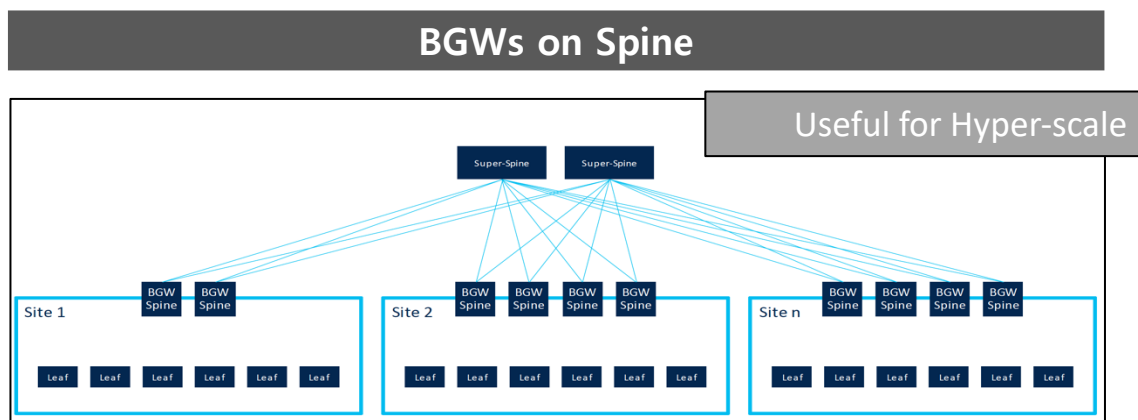 BGWs on Spine
Useful for Hyper-scale
Super-Spine
Super-Spine
Site 1
BGW
Spine
BGW
Spine
Leaf
Leaf
Leaf
Leaf
Leaf
Leaf
Site 2
BGW
Spine
BGW
Spine
BGW
Spine
BGW
Spine
Leaf
Leaf
Leaf
Leaf
Leaf
Leaf
Site n
BGW
Spine
BGW
Spine
BGW
Spine
BGW
Spine
Leaf
Leaf
Leaf
Leaf
Leaf
Leaf